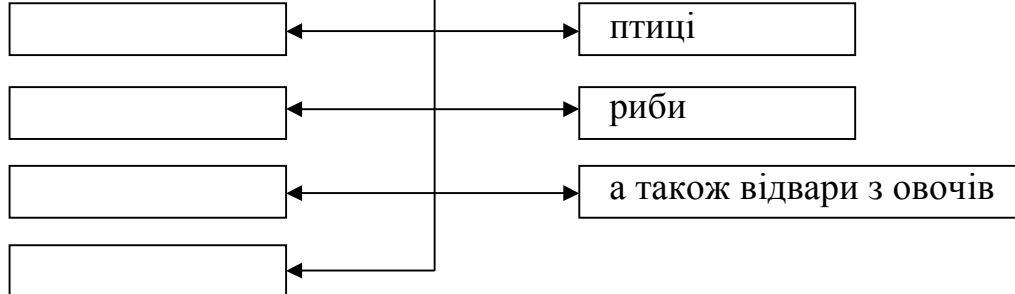 птиці
риби
а також відвари з овочів